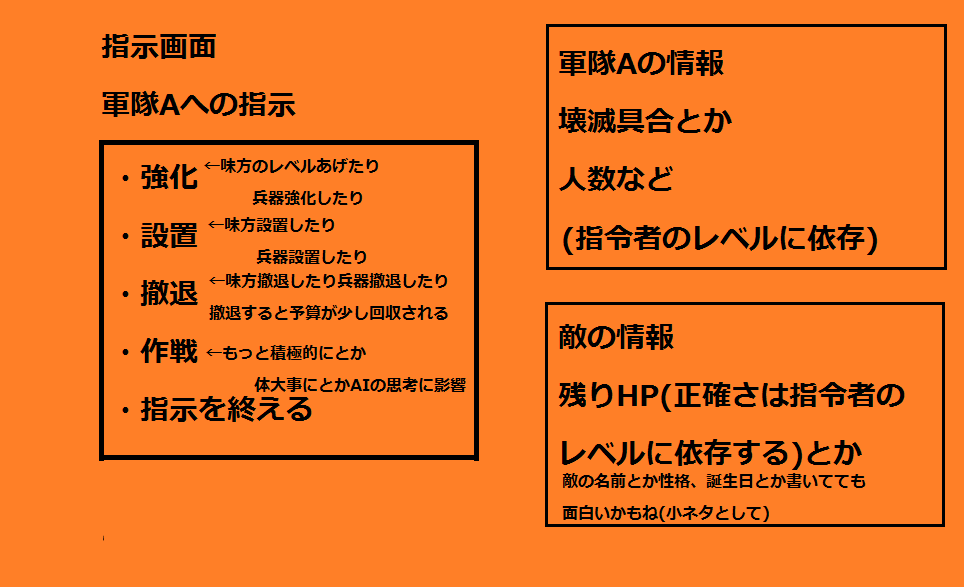 指示画面
軍隊Aへの指示
・強化 ←味方のレベルあげたり
兵器強化したり
・設置 ←味方設置したり
兵器設置したり
・撤退 ←味方撤退したり兵器撤退したり
撤退すると予算が少し回収される
・作戦 ←もっと積極的にとか
体大事にとかAIの思考に影響
・指示を終える
軍隊Aの情報
壊滅具合とか
人数など
(指令者のレベルに依存)
敵の情報
残りHP(正確さは指令者の
レベルに依存する)とか
敵の名前とか性格、誕生日とか書いてても
面白いかもね(小ネタとして)